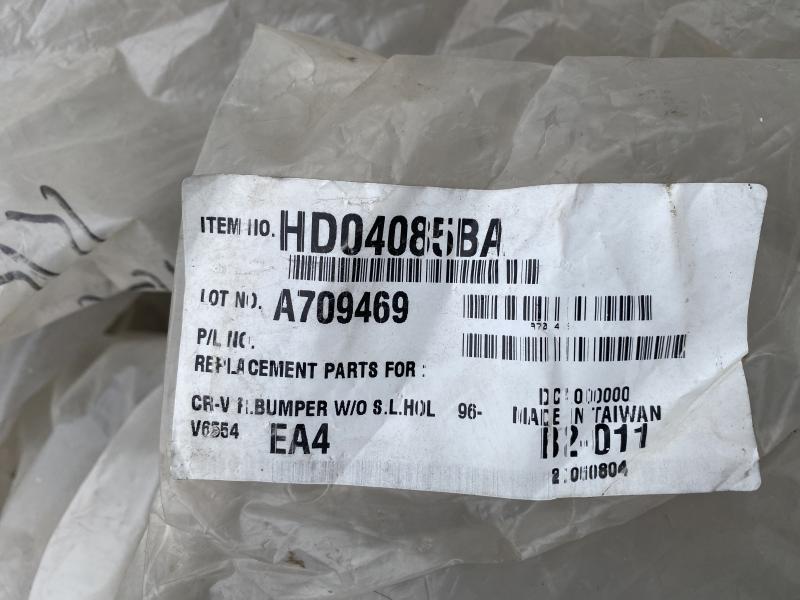 ITEM NO. HD04085BA
LOT NO. A709469
P/L NO.
REPLACEMENT PARTS FOR :
CR-V BUMPER W/O S.L.HOL 96-
MADE IN TAIWAN
V6554 EA4 B2-011